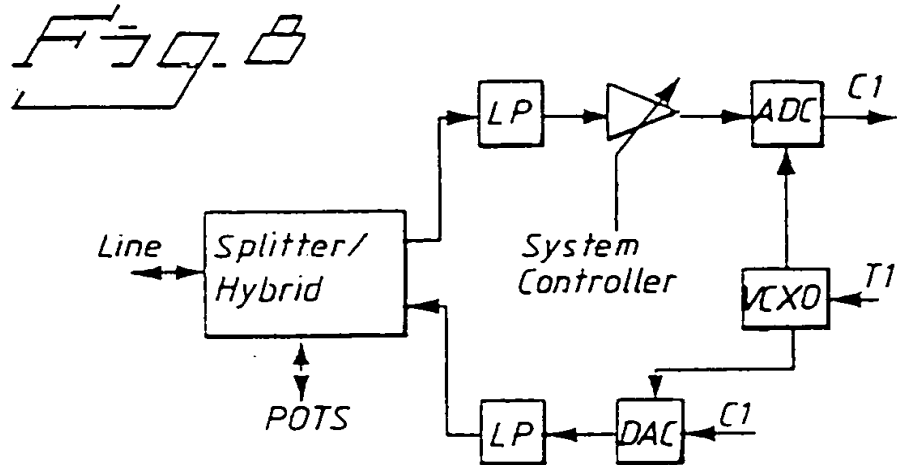 Fig. 8
LP
ADC
C1
Line
Splitter/
Hybrid
System
Controller
VCXO
T1
POTS
LP
DAC
C1